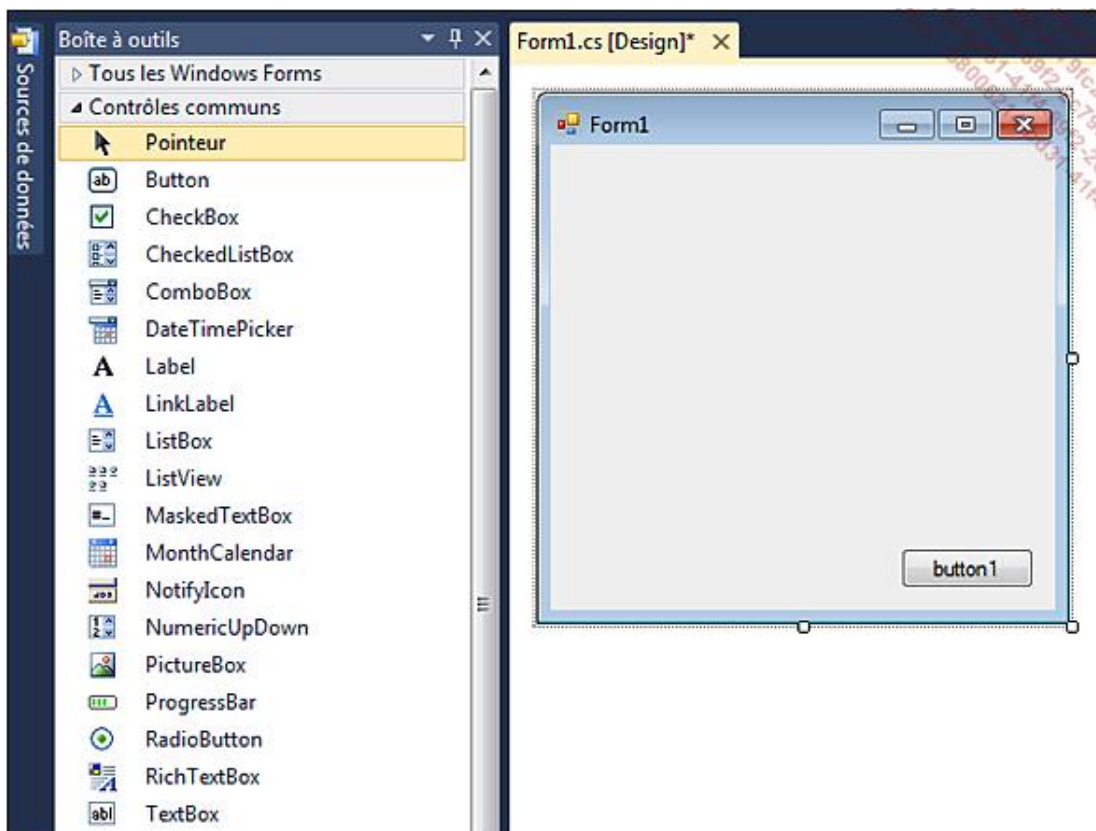 Sources de données
Boîte à outils
Tous les Windows Forms
Contrôles communs
Pointeur
Button
CheckBox
CheckedListBox
ComboBox
DateTimePicker
Label
LinkLabel
ListBox
ListView
MaskedTextBox
MonthCalendar
NotifyIcon
NumericUpDown
PictureBox
ProgressBar
RadioButton
RichTextBox
TextBox
Form1.cs [Design]*
Form1
button1